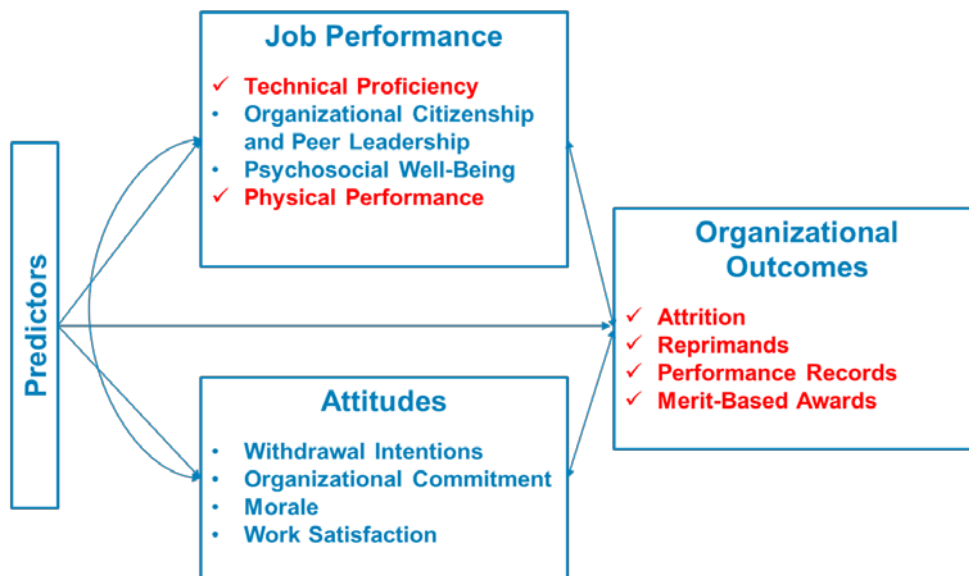 Predictors
Job Performance
✓ Technical Proficiency
• Organizational Citizenship
and Peer Leadership
• Psychosocial Well-Being
✓ Physical Performance
Attitudes
• Withdrawal Intentions
• Organizational Commitment
• Morale
• Work Satisfaction
Organizational
Outcomes
✓ Attrition
✓ Reprimands
✓ Performance Records
✓ Merit-Based Awards